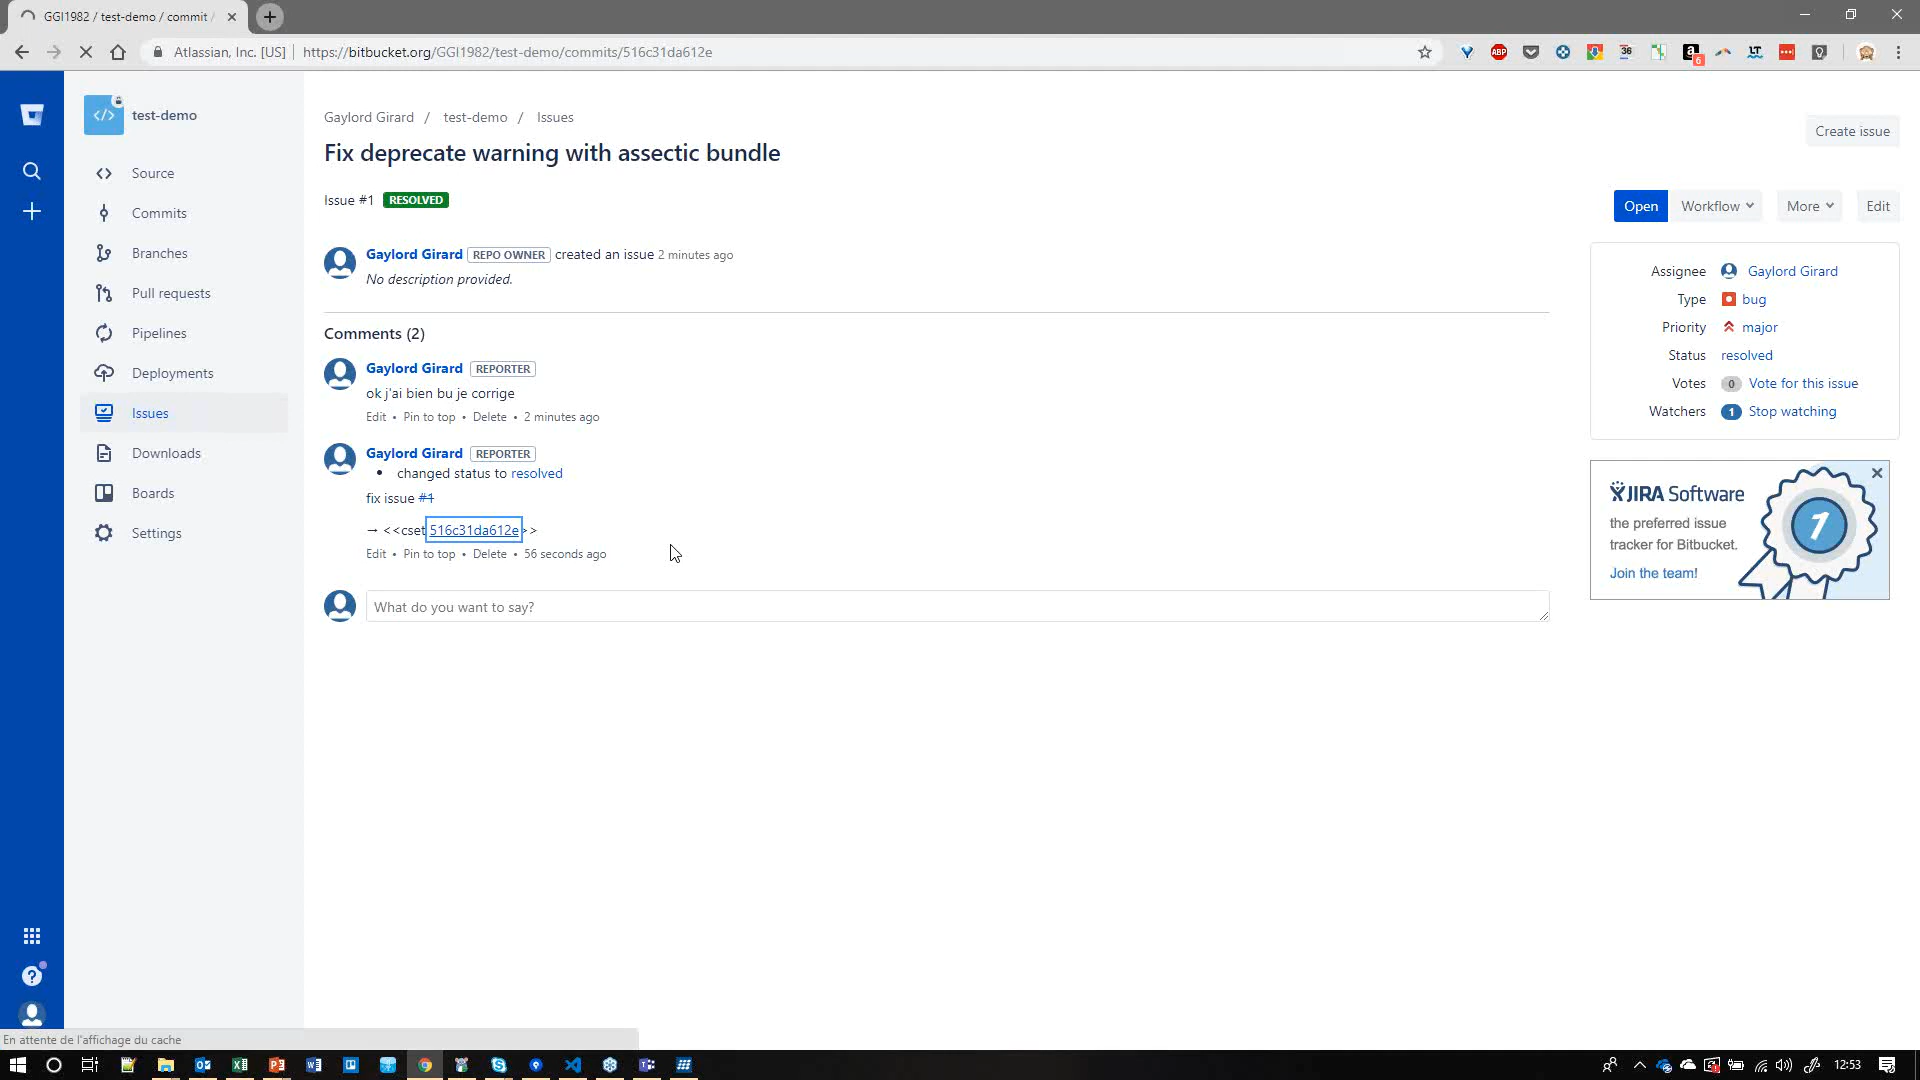 GGI1982 / test-demo / commit /
Atlassian, Inc. [US]
https://bitbucket.org/GGI1982/test-demo/commits/516c31da612e
ABP
36
6
LT
test-demo
Source
Commits
Branches
Pull requests
Pipelines
Deployments
Issues
Downloads
Boards
Settings
Gaylord Girard / test-demo / Issues
Create issue
Fix deprecate warning with assectic bundle
Issue #1 RESOLVED
Open Workflow More Edit
Gaylord Girard REPO OWNER created an issue 2 minutes ago
No description provided.
Comments (2)
Gaylord Girard REPORTER
ok j'ai bien bu je corrige
Edit • Pin to top • Delete • 2 minutes ago
Gaylord Girard REPORTER
• changed status to resolved
fix issue #1
→ <<cset 516c31da612e>>
Edit • Pin to top • Delete • 56 seconds ago
What do you want to say?
Assignee Gaylord Girard
Type bug
Priority major
Status resolved
Votes 0 Vote for this issue
Watchers 1 Stop watching
JIRA Software
the preferred issue
tracker for Bitbucket.
Join the team!
1
En attente de l'affichage du cache
12:53